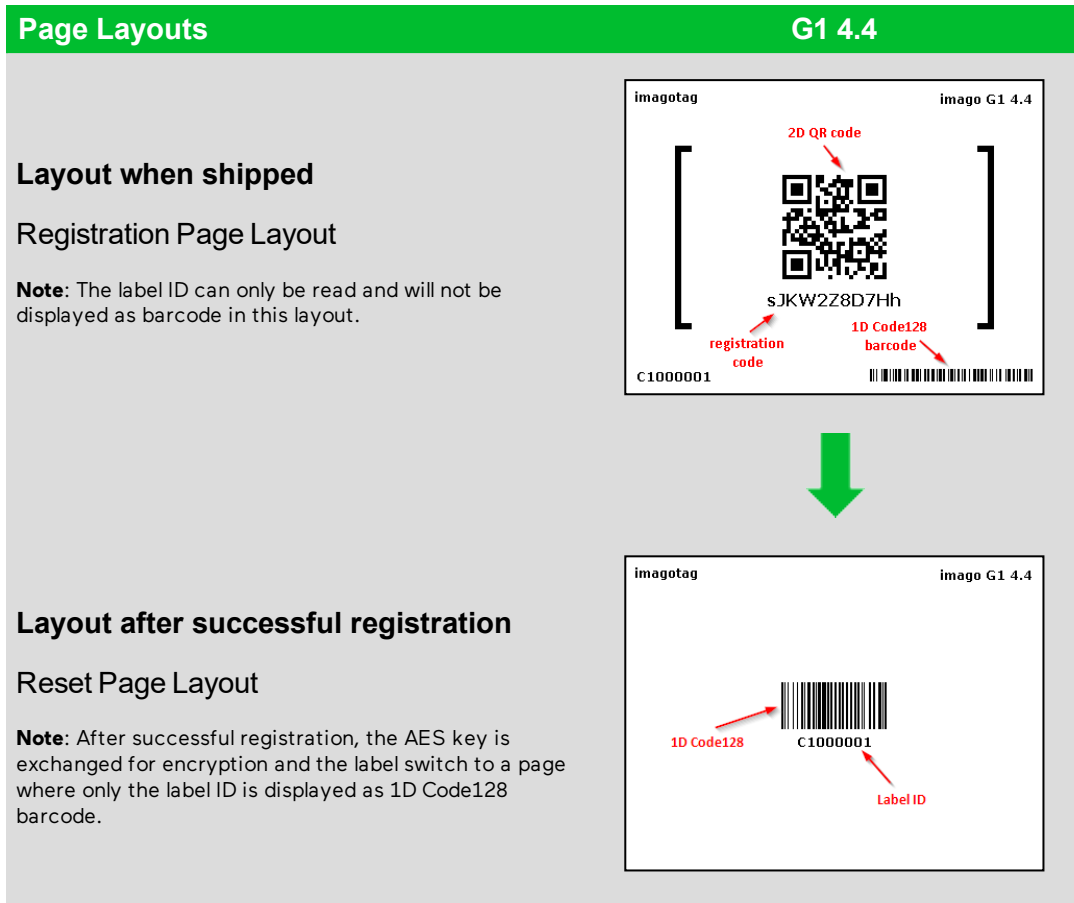 Page Layouts G1 4.4
imagotag imago G1 4.4
2D QR code
Layout when shipped
Registration Page Layout
Note: The label ID can only be read and will not be
displayed as barcode in this layout.
sJKW2Z8D7Hh
registration
code
1D Code128
barcode
C1000001
imagotag imago G1 4.4
Layout after successful registration
Reset Page Layout
Note: After successful registration, the AES key is
exchanged for encryption and the label switch to a page
where only the label ID is displayed as 1D Code128
barcode.
1D Code128
C1000001
Label ID